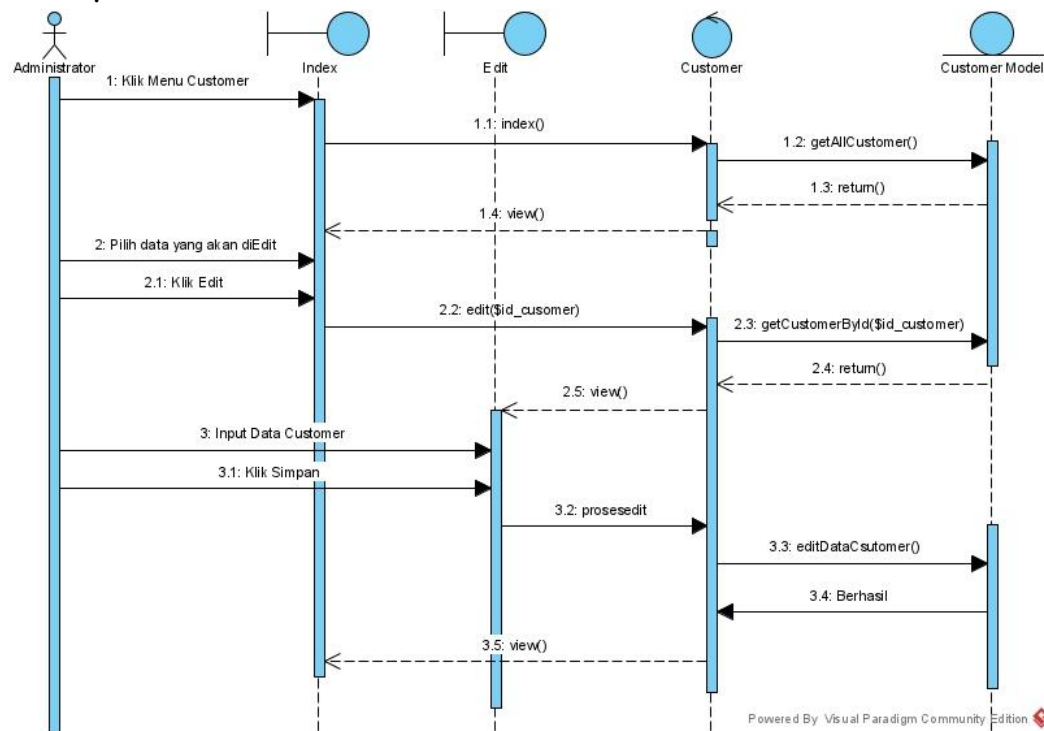 Administrator
Index
Edit
Customer
Customer Model
1: Klik Menu Customer
1.1: index()
1.2: getAllCustomer()
1.3: return()
1.4: view()
2: Pilih data yang akan diEdit
2.1: Klik Edit
2.2: edit($id_cusomer)
2.3: getCustomerById($id_customer)
2.4: return()
2.5: view()
3: Input Data Customer
3.1: Klik Simpan
3.2: prosesedit
3.3: editDataCsutomer()
3.4: Berhasil
3.5: view()
Powered By Visual Paradigm Community Edition